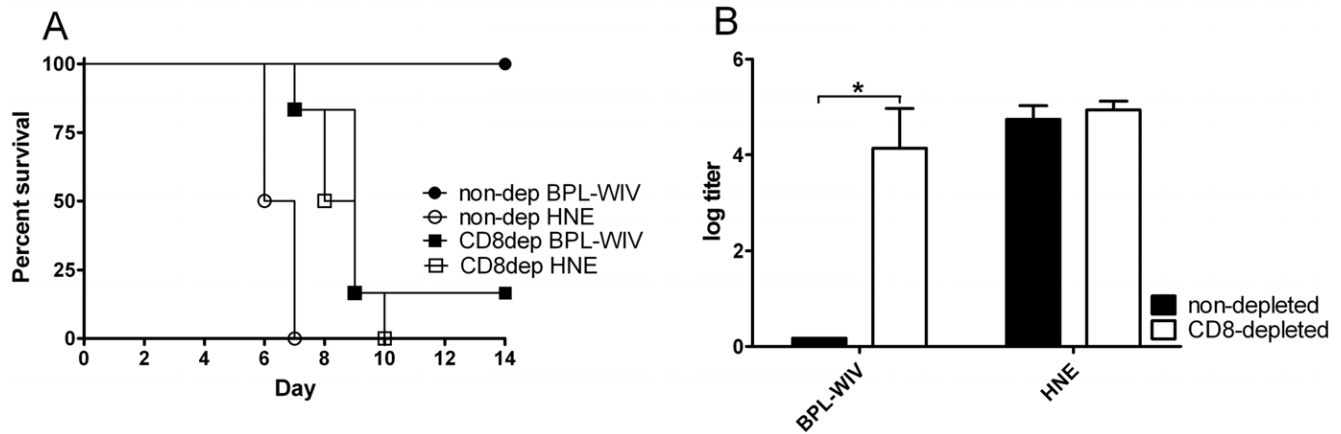 A
Percent survival
100
75
50
25
0
0 2 4 6 8 10 12 14
Day
non-dep BPL-WIV
non-dep HNE
CD8dep BPL-WIV
CD8dep HNE
B
log titer
6
4
2
0
*
BPL-WIV
HNE
non-depleted
CD8-depleted